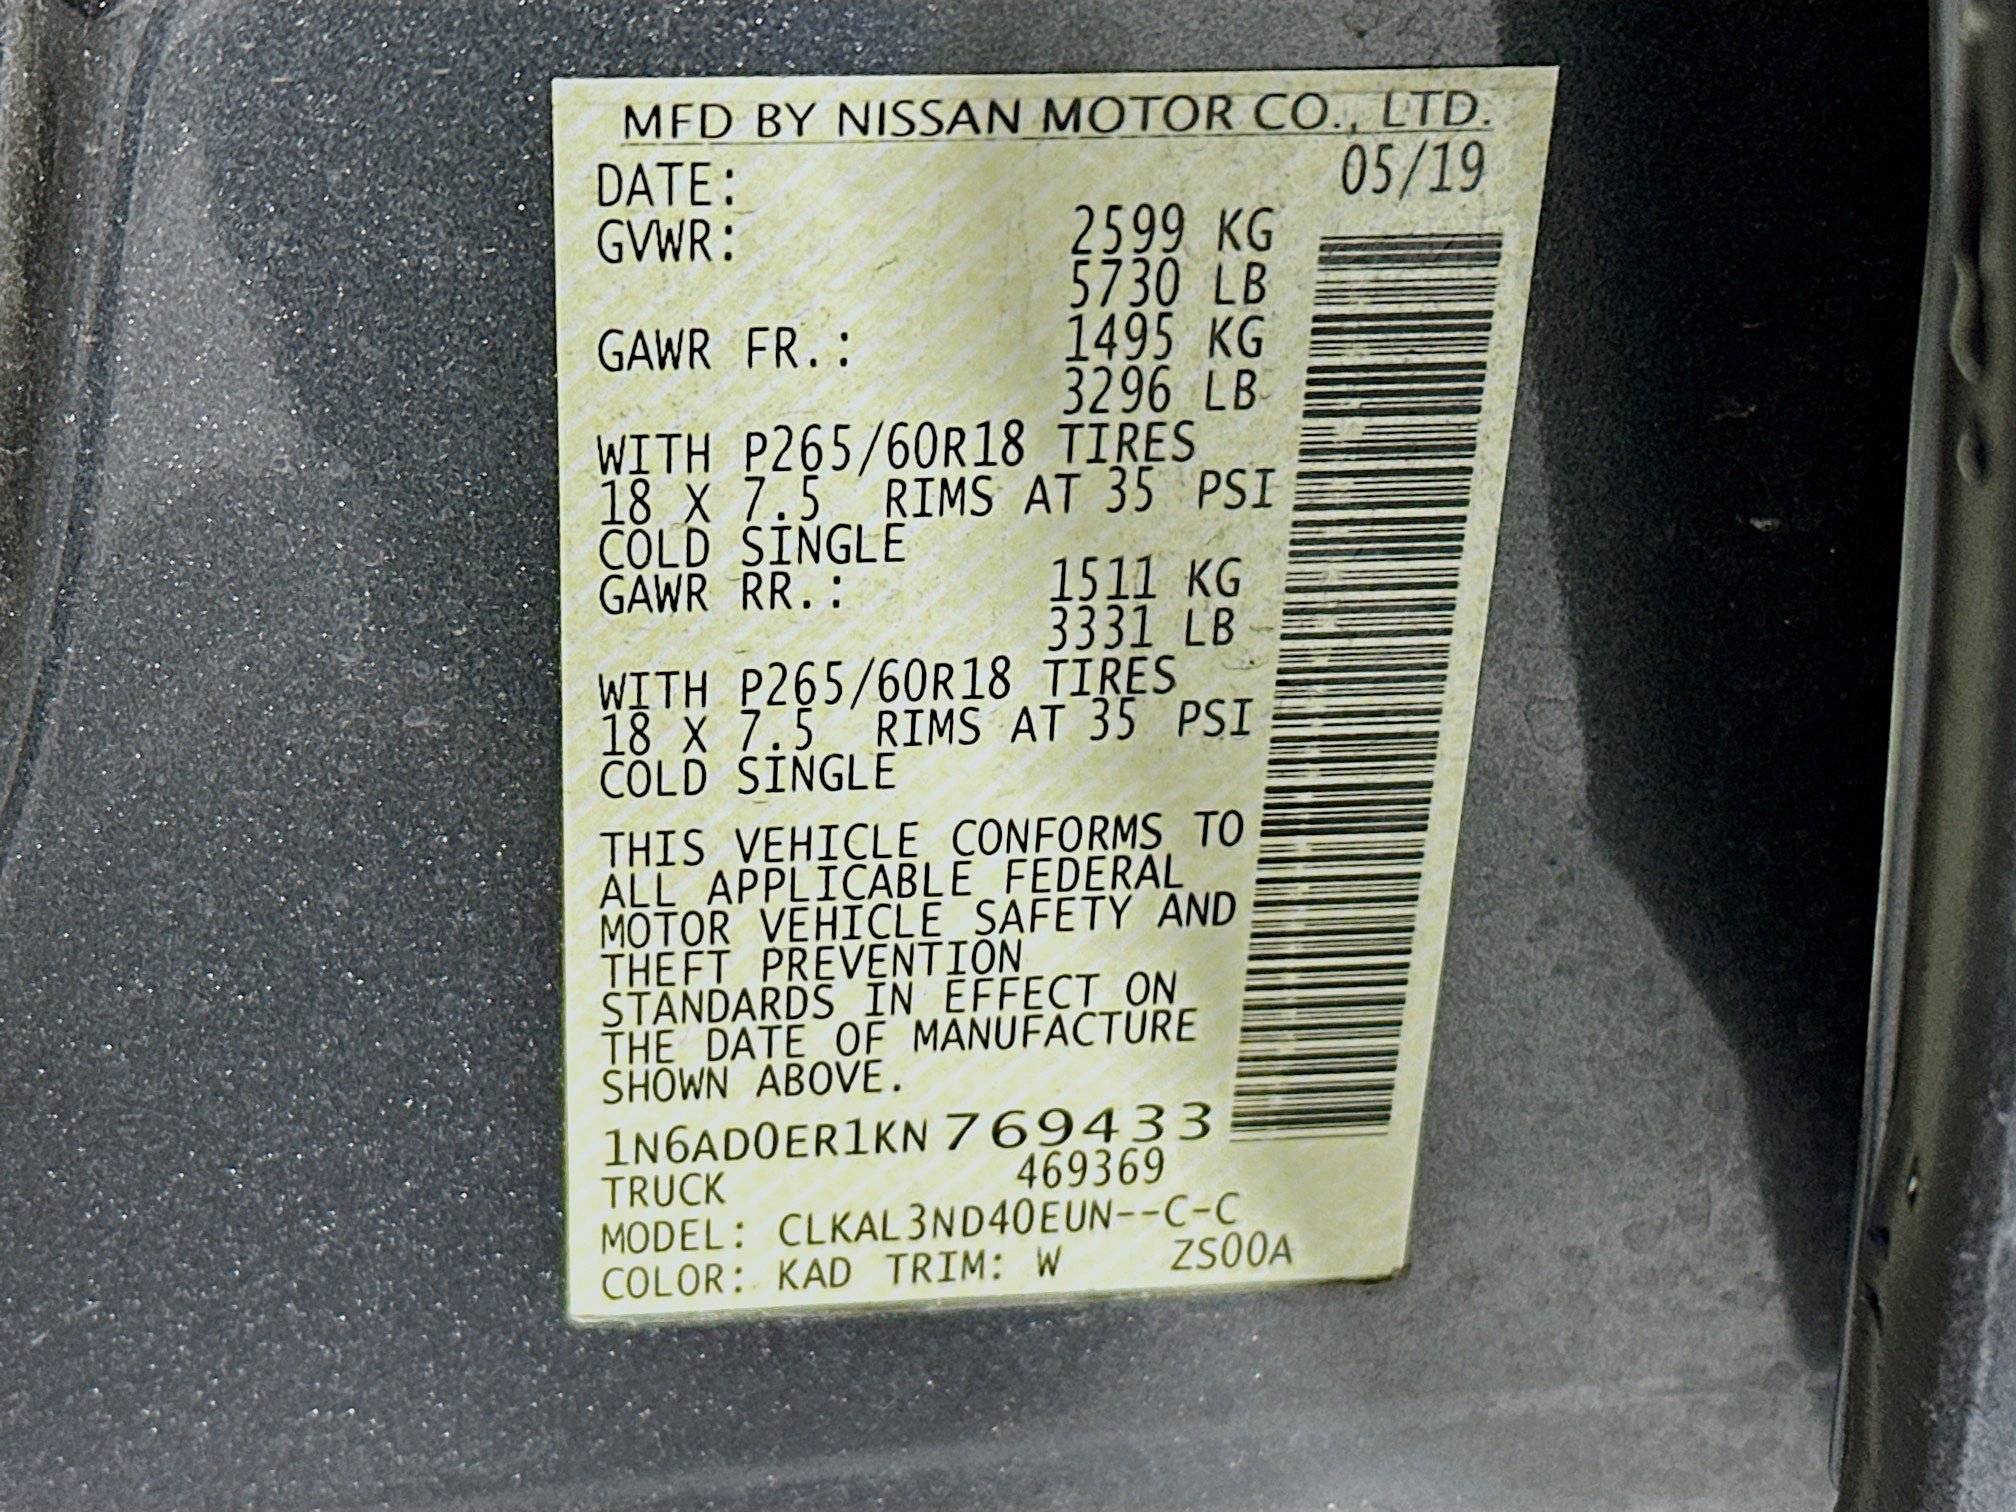 MFD BY NISSAN MOTOR CO., LTD.
DATE: 05/19
GVWR: 2599 KG
5730 LB
GAWR FR.: 1495 KG
3296 LB
WITH P265/60R18 TIRES
18 X 7.5 RIMS AT 35 PSI
COLD SINGLE
GAWR RR.: 1511 KG
3331 LB
WITH P265/60R18 TIRES
18 X 7.5 RIMS AT 35 PSI
COLD SINGLE
THIS VEHICLE CONFORMS TO
ALL APPLICABLE FEDERAL
MOTOR VEHICLE SAFETY AND
THEFT PREVENTION
STANDARDS IN EFFECT ON
THE DATE OF MANUFACTURE
SHOWN ABOVE.
1N6AD0ER1KN769433
TRUCK 469369
MODEL: CLKAL3ND40EUN--C-C
COLOR: KAD TRIM: W ZS00A